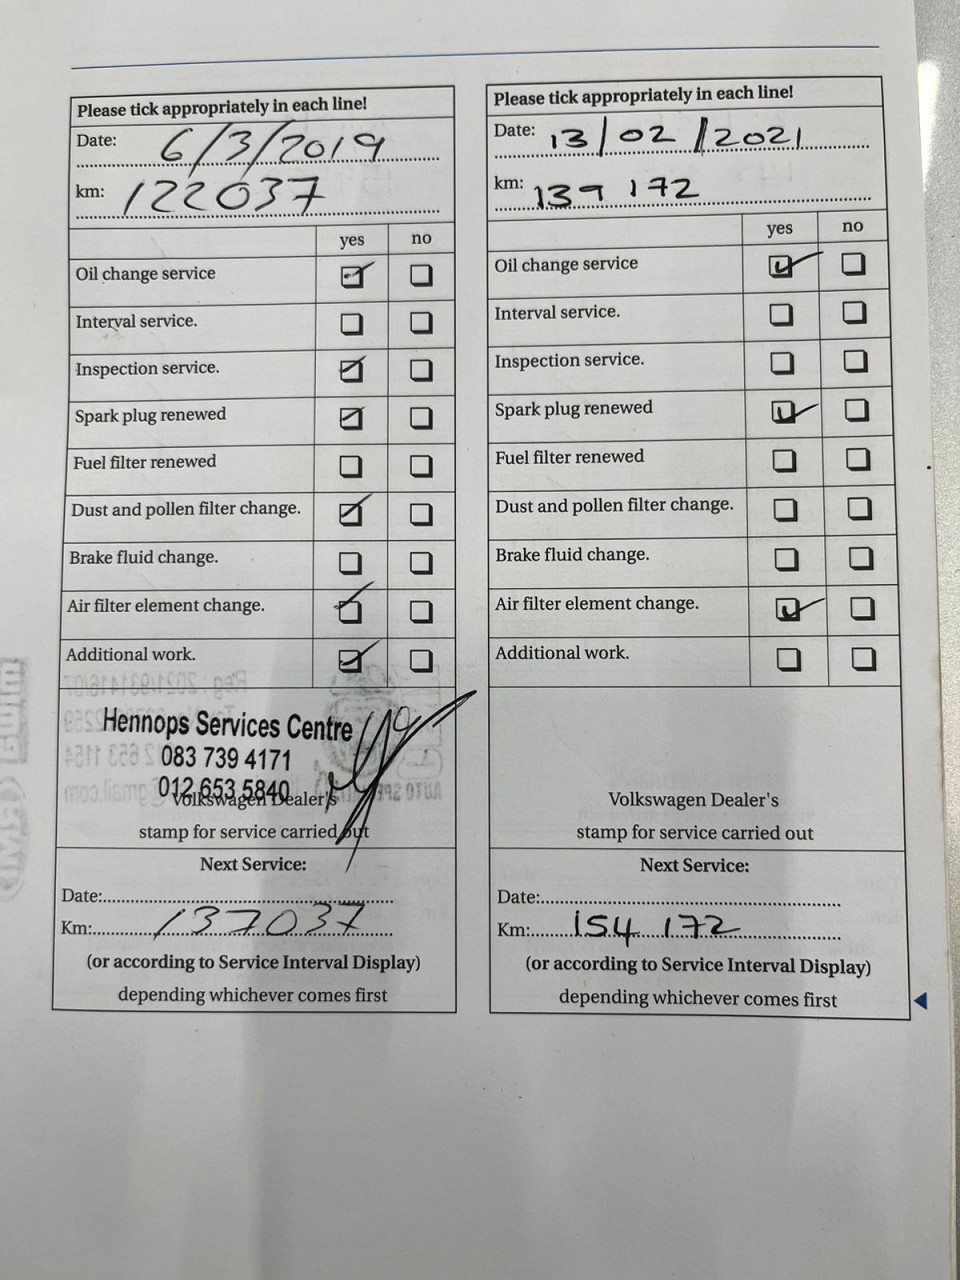 Please tick appropriately in each line!
Date: 6/3/2019
km: 122037
yes no
Oil change service
Interval service.
Inspection service.
Spark plug renewed
Fuel filter renewed
Dust and pollen filter change.
Brake fluid change.
Air filter element change.
Additional work.
Hennops Services Centre
083 739 4171
012 653 5840
Volkswagen Dealer's
stamp for service carried out
Next Service:
Date:
Km: 137037
(or according to Service Interval Display)
depending whichever comes first
Please tick appropriately in each line!
Date: 13/02/2021
km: 139 172
yes no
Oil change service
Interval service.
Inspection service.
Spark plug renewed
Fuel filter renewed
Dust and pollen filter change.
Brake fluid change.
Air filter element change.
Additional work.
Volkswagen Dealer's
stamp for service carried out
Next Service:
Date:
Km: 154 172
(or according to Service Interval Display)
depending whichever comes first